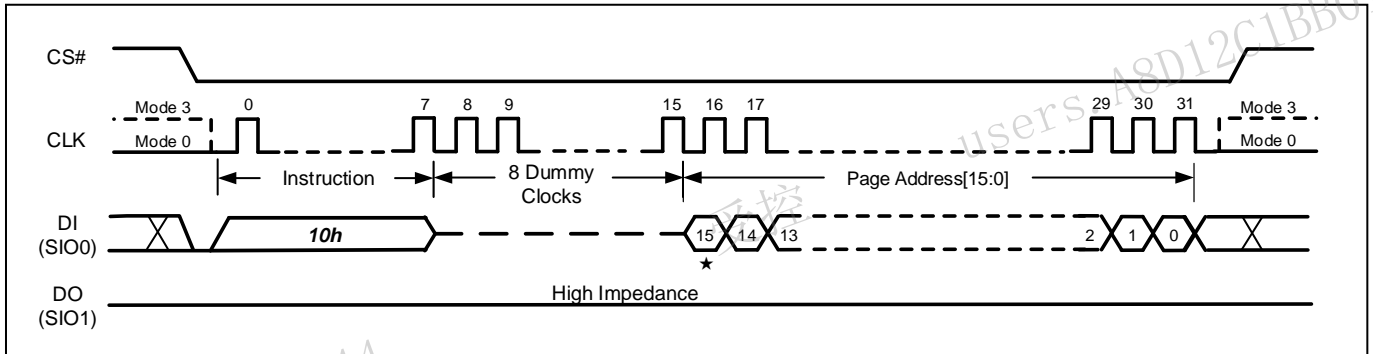 CS#
users A8D12C1BB0
Mode 3 0 7 8 9 15 16 17 29 30 31 Mode 3
CLK Mode 0 Mode 0
Instruction 8 Dummy Clocks Page Address[15:0]
DI (SIO0) 10h 15 14 13 2 1 0
★
受控
DO (SIO1) High Impedance